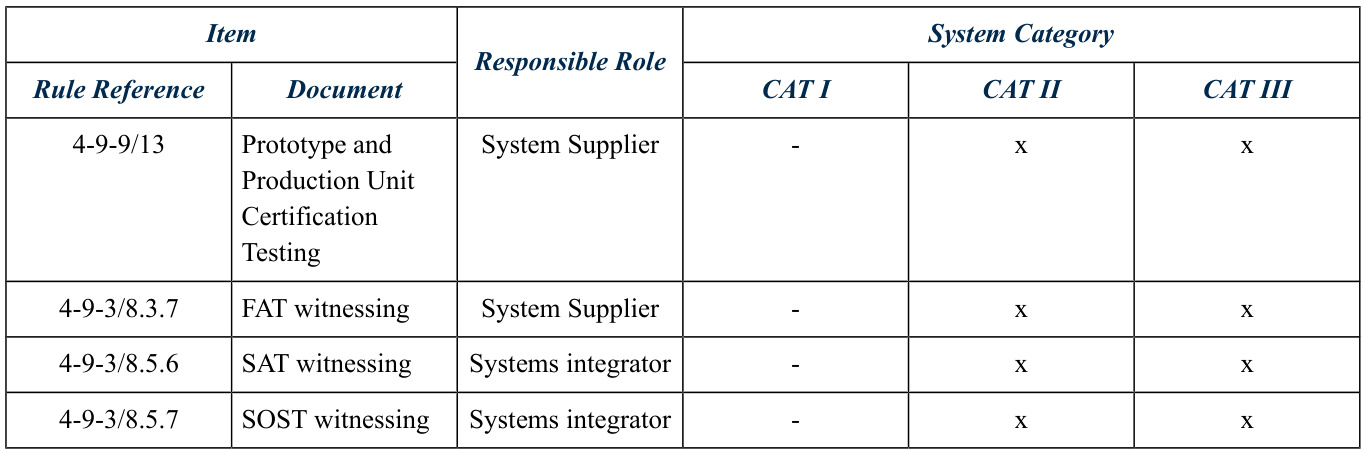 Item Responsible Role System Category
Rule Reference Document CAT I CAT II CAT III
4-9-9/13 Prototype and System Supplier - x x
Production Unit
Certification
Testing
4-9-3/8.3.7 FAT witnessing System Supplier - x x
4-9-3/8.5.6 SAT witnessing Systems integrator - x x
4-9-3/8.5.7 SOST witnessing Systems integrator - x x